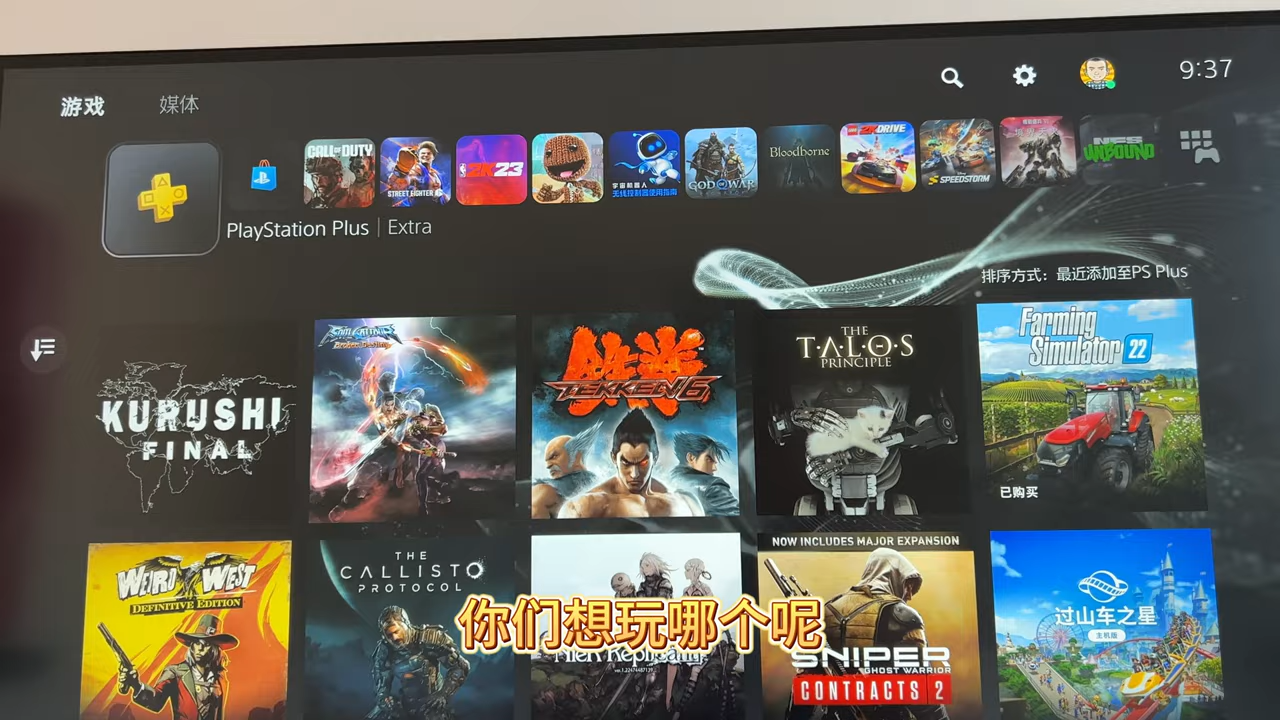 9:37
游戏
媒体
CALL OF DUTY
STREET FIGHTER 6
2K23
宇宙机器人
无线控制器使用指南
GOD OF WAR
Bloodborne
2K DRIVE
SPEEDSTORM
NFS
UNBOUND
PlayStation Plus | Extra
排序方式：最近添加至PS Plus
KURUSHI
FINAL
SOULCALIBUR
Broken Destiny
TEKKEN 6
THE
TALOS
PRINCIPLE
Farming
Simulator 22
已购买
WEIRD WEST
DEFINITIVE EDITION
THE
CALLISTO
PROTOCOL
NieR Replicant
ver.1.22474487139...
NOW INCLUDES MAJOR EXPANSION
SNIPER
GHOST WARRIOR
CONTRACTS 2
过山车之星
主机版
你们想玩哪个呢